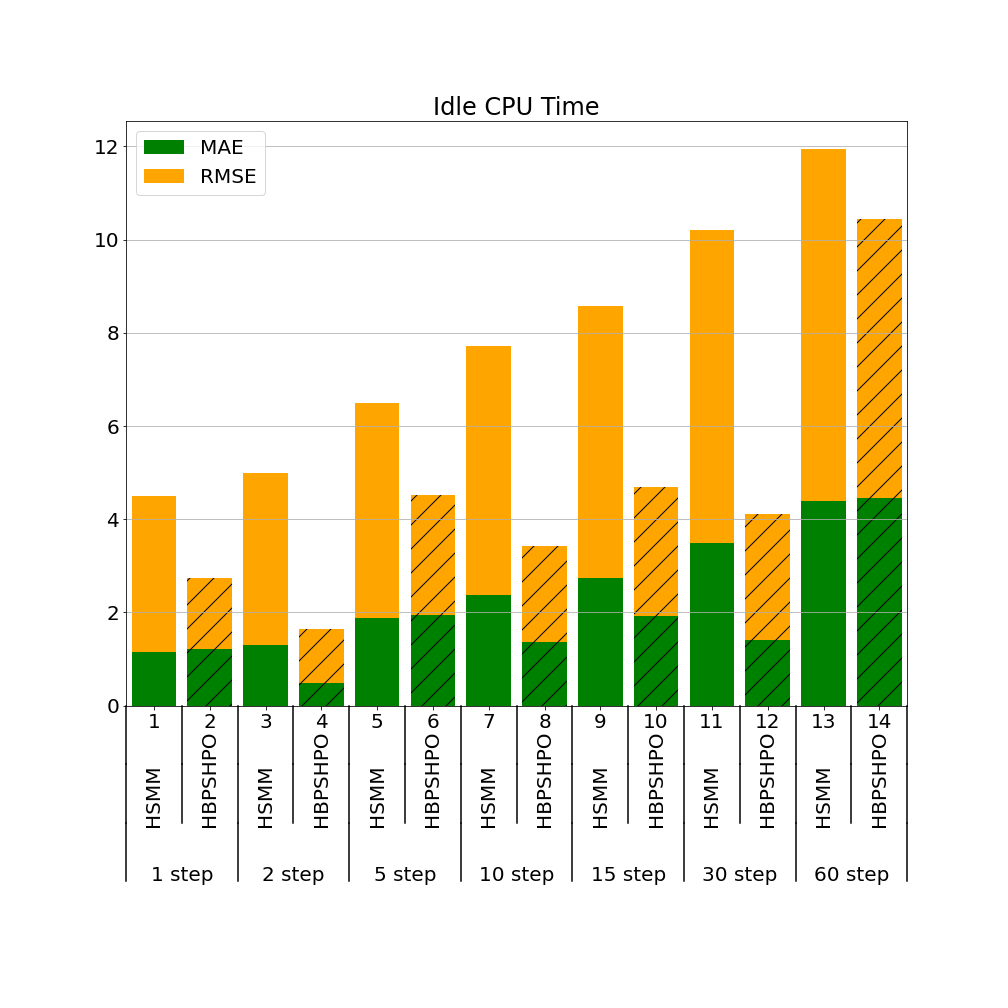 Idle CPU Time
MAE
RMSE
12
10
8
6
4
2
0
1 2 3 4 5 6 7 8 9 10 11 12 13 14
HSMM HBPSHPO HSMM HBPSHPO HSMM HBPSHPO HSMM HBPSHPO HSMM HBPSHPO HSMM HBPSHPO HSMM HBPSHPO
1 step 2 step 5 step 10 step 15 step 30 step 60 step